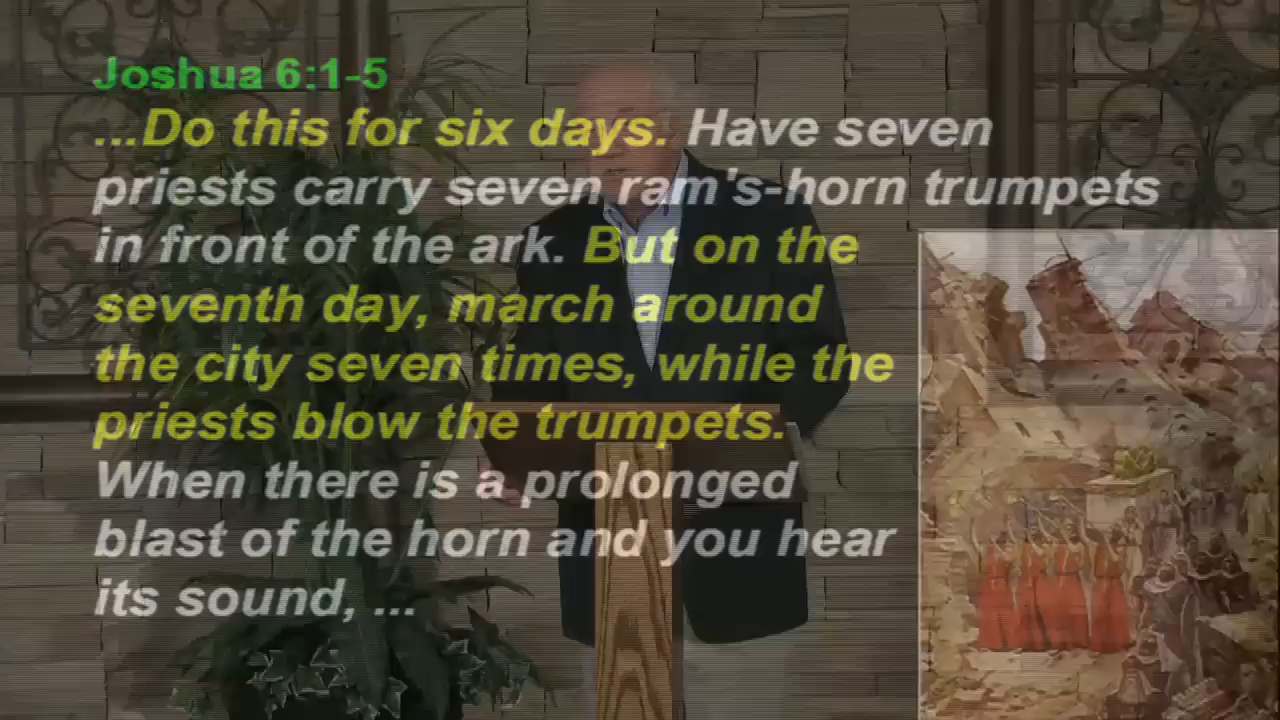 Joshua 6:1-5
...Do this for six days. Have seven
priests carry seven ram's-horn trumpets
in front of the ark. But on the
seventh day, march around
the city seven times, while the
priests blow the trumpets.
When there is a prolonged
blast of the horn and you hear
its sound, ...